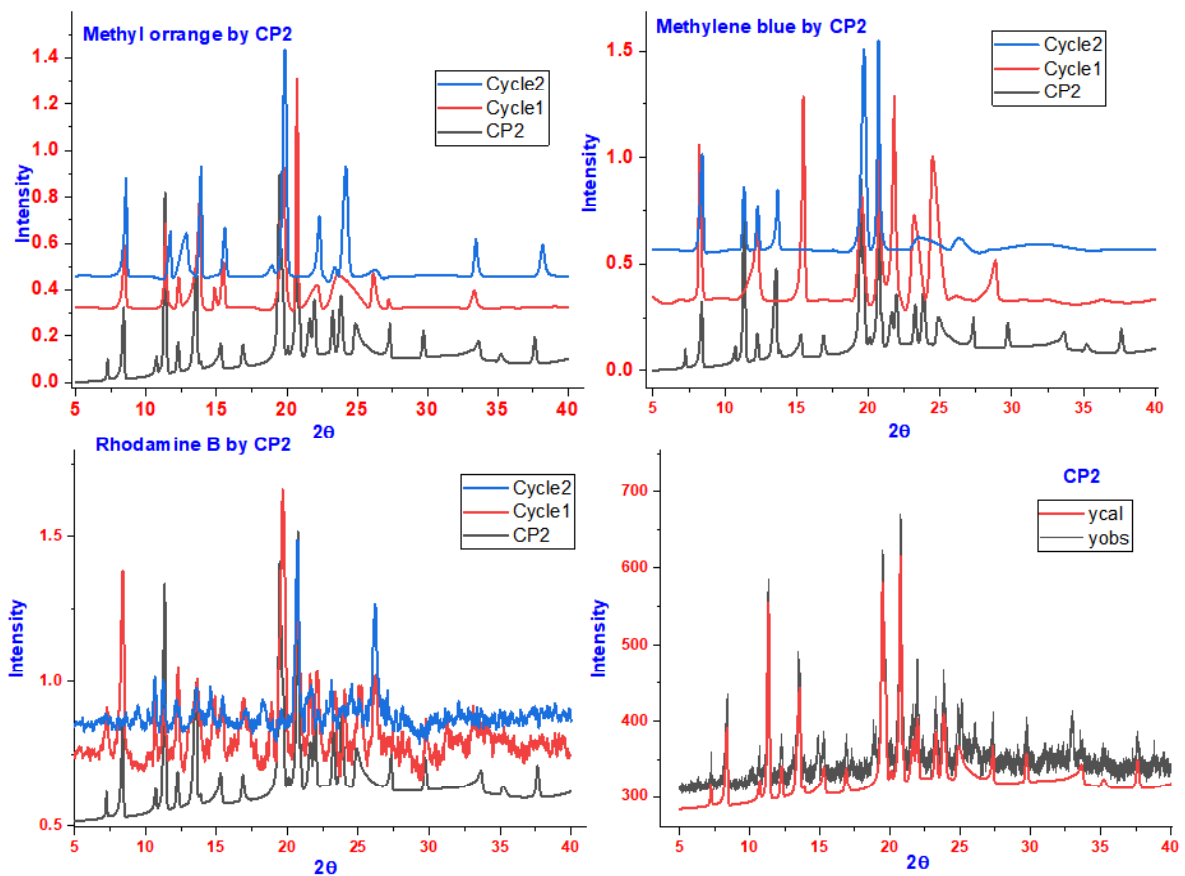 Methyl orrange by CP2
Cycle2
Cycle1
CP2
Intensity
1.4
1.2
1.0
0.8
0.6
0.4
0.2
0.0
5 10 15 20 25 30 35 40
2θ
Methylene blue by CP2
Cycle2
Cycle1
CP2
Intensity
1.5
1.0
0.5
0.0
5 10 15 20 25 30 35 40
2θ
Rhodamine B by CP2
Cycle2
Cycle1
CP2
Intensity
1.5
1.0
0.5
5 10 15 20 25 30 35 40
2θ
CP2
ycal
yobs
Intensity
700
600
500
400
300
5 10 15 20 25 30 35 40
2θ